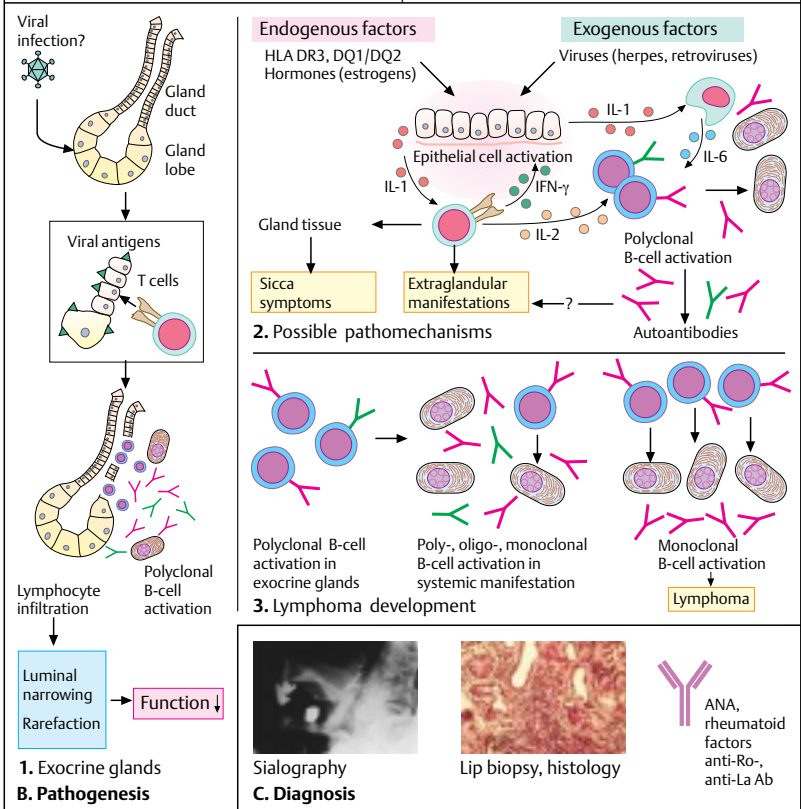 Viral
infection?
Gland
duct
Gland
lobe
Viral antigens
T cells
Lymphocyte
infiltration
Polyclonal
B-cell
activation
Luminal
narrowing
Rarefaction
Function ↓
1. Exocrine glands
B. Pathogenesis
Endogenous factors
Exogenous factors
HLA DR3, DQ1/DQ2
Hormones (estrogens)
Viruses (herpes, retroviruses)
IL-1
Epithelial cell activation
IL-6
IL-1
IFN-γ
IL-2
Gland tissue
Polyclonal
B-cell activation
Sicca
symptoms
Extraglandular
manifestations
?
Autoantibodies
2. Possible pathomechanisms
Polyclonal B-cell
activation in
exocrine glands
Poly-, oligo-, monoclonal
B-cell activation in
systemic manifestation
Monoclonal
B-cell activation
Lymphoma
3. Lymphoma development
Sialography
Lip biopsy, histology
ANA,
rheumatoid
factors
anti-Ro-,
anti-La Ab
C. Diagnosis